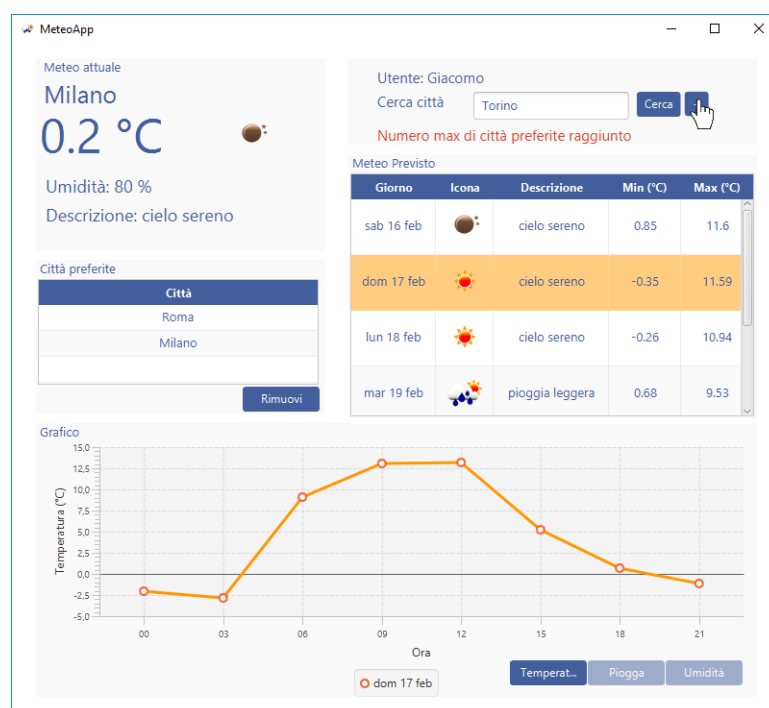 MeteoApp
Meteo attuale
Milano
0.2 °C
Umidità: 80 %
Descrizione: cielo sereno
Utente: Giacomo
Cerca città Torino Cerca
Numero max di città preferite raggiunto
Meteo Previsto
Giorno Icona Descrizione Min (°C) Max (°C)
sab 16 feb cielo sereno 0.85 11.6
dom 17 feb cielo sereno -0.35 11.59
lun 18 feb cielo sereno -0.26 10.94
mar 19 feb pioggia leggera 0.68 9.53
Città preferite
Città
Roma
Milano
Rimuovi
Grafico
Temperatura (°C)
15,0
12,5
10,0
7,5
5,0
2,5
0,0
-2,5
-5,0
00 03 06 09 12 15 18 21
Ora
dom 17 feb
Temperat... Piogga Umidità